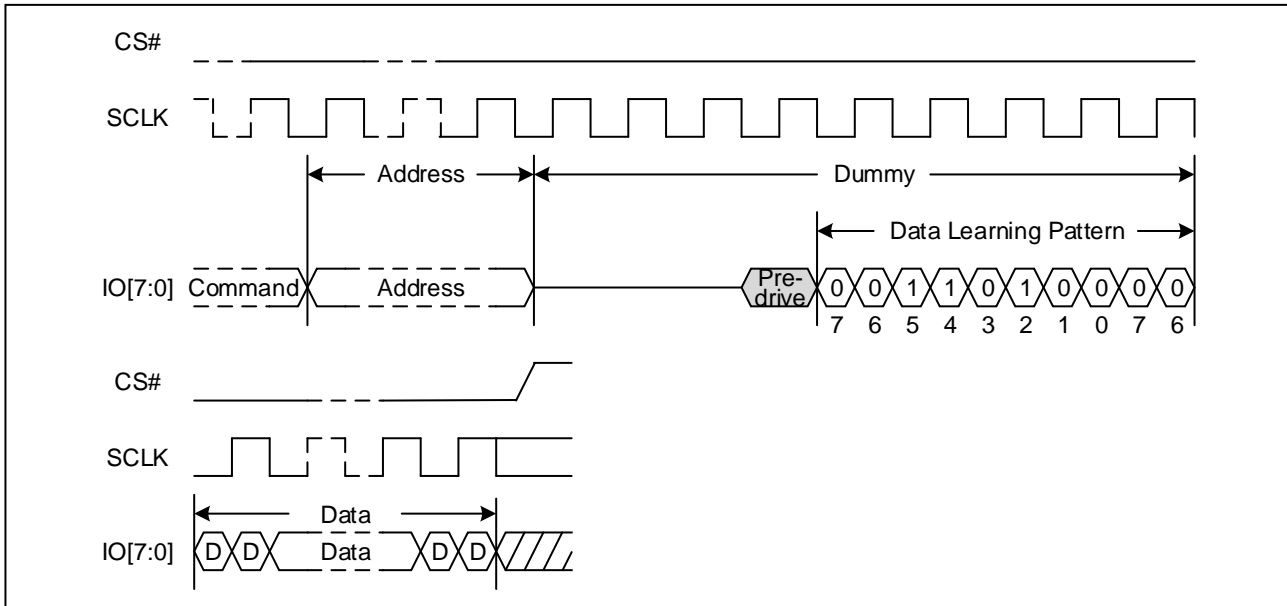 CS#
SCLK
Address Dummy
Data Learning Pattern
IO[7:0] Command Address Pre-drive 0 0 1 1 0 1 0 0 0 0
7 6 5 4 3 2 1 0 7 6
CS#
SCLK
Data
IO[7:0] D D Data D D